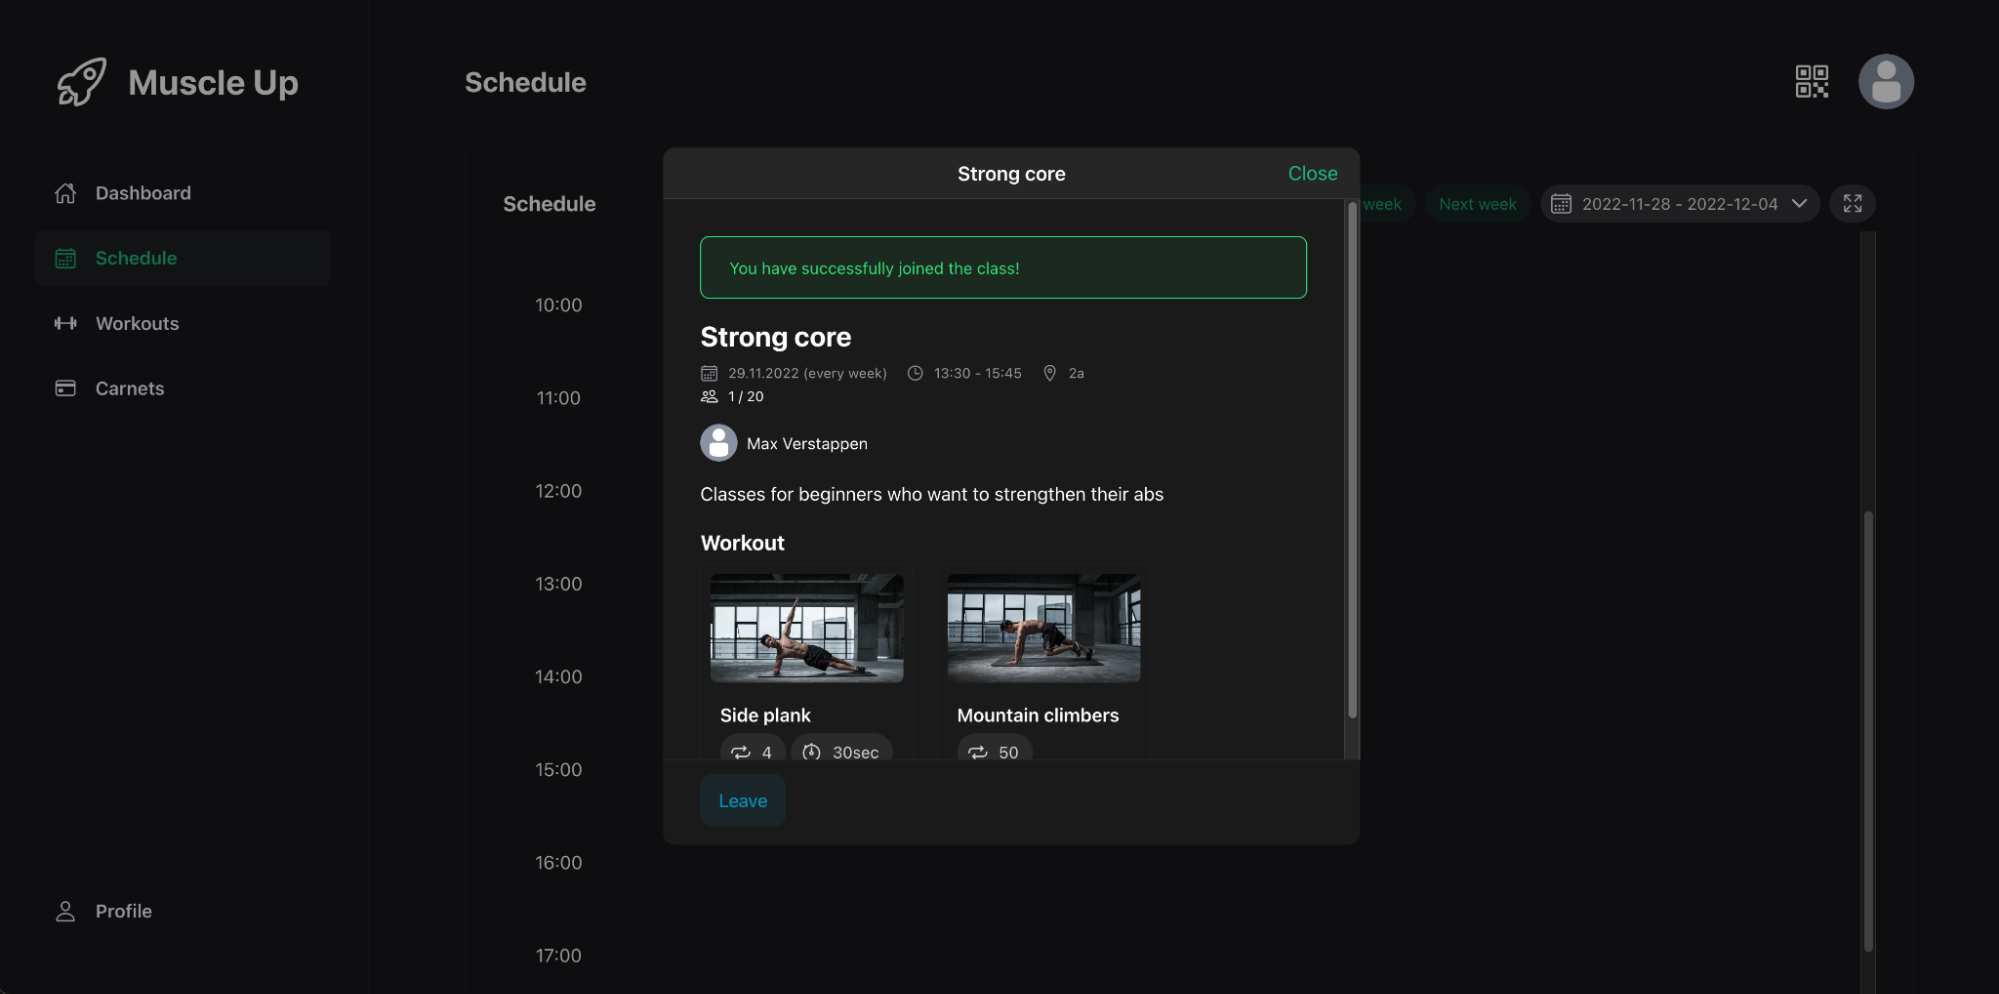 Muscle Up
Schedule
Dashboard
Schedule
Workouts
Carnets
Profile
Schedule
week
Next week
2022-11-28 - 2022-12-04
10:00
11:00
12:00
13:00
14:00
15:00
16:00
17:00
Strong core
Close
You have successfully joined the class!
Strong core
29.11.2022 (every week) 13:30 - 15:45 2a
1 / 20
Max Verstappen
Classes for beginners who want to strengthen their abs
Workout
Side plank
4 30sec
Mountain climbers
50
Leave